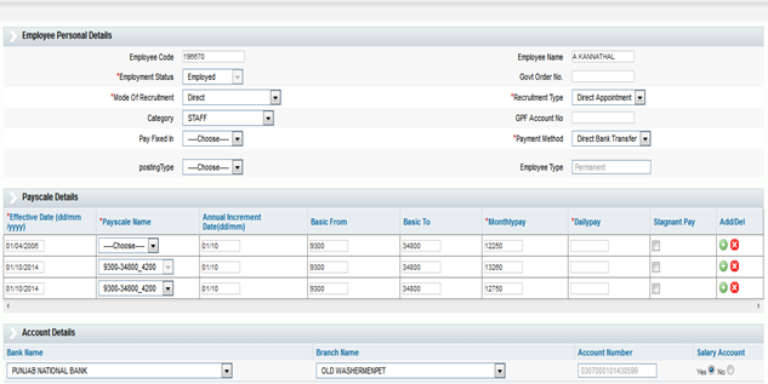 Employee Personal Details
Employee Code 196670 Employee Name A KANNATHAL
*Employment Status Employed Govt Order No.
*Mode Of Recruitment Direct *Recruitment Type Direct Appointment
Category STAFF GPF Account No
Pay Fixed In ----Choose---- *Payment Method Direct Bank Transfer
postingType ----Choose---- Employee Type Permanent
Payscale Details
*Effective Date (dd/mm/yyyy) *Payscale Name Annual Increment Date(dd/mm) Basic From Basic To *Monthlypay *Dailypay Stagnant Pay Add/Del
01/04/2006 ----Choose---- 01/10 9300 34800 12250
01/10/2014 9300-34800_4200 01/10 9300 34800 13260
01/10/2014 9300-34800_4200 01/10 9300 34800 12750
Account Details
Bank Name Branch Name Account Number Salary Account
PUNJAB NATIONAL BANK OLD WASHERMENPET 0307000101430599 Yes No